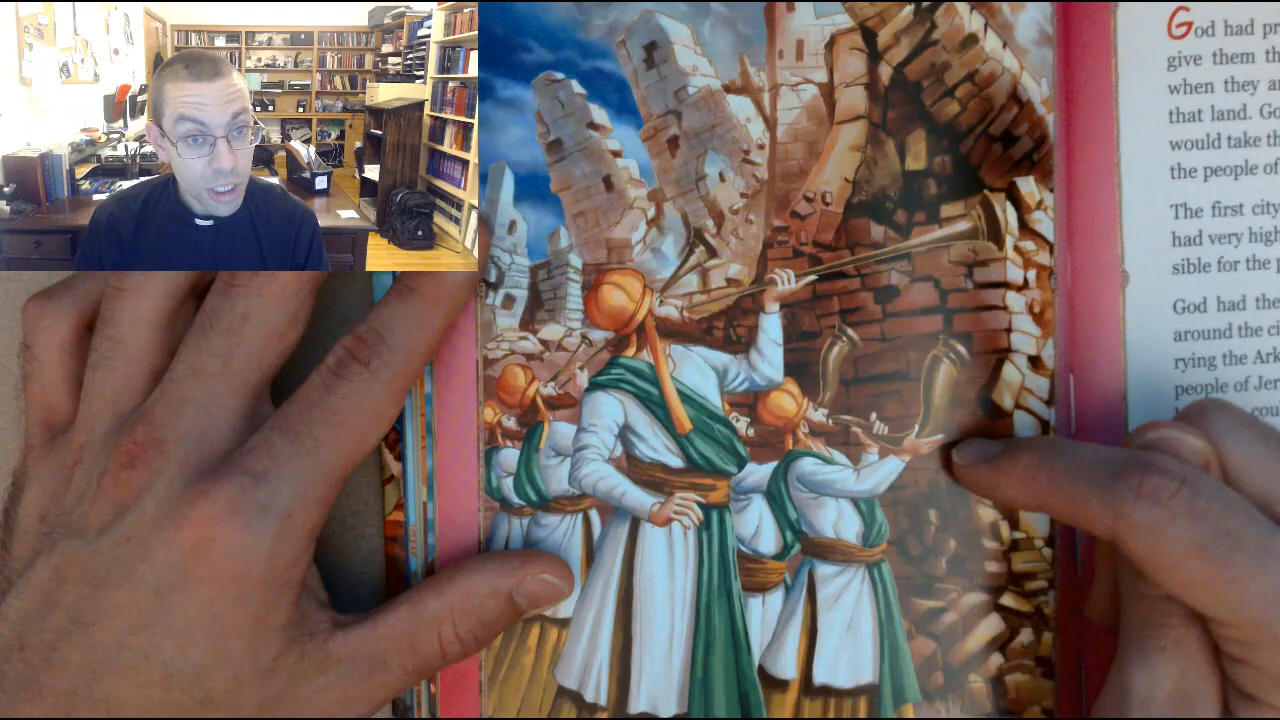 God had pr
give them th
when they a
that land. Go
would take th
the people of
The first city
had very high
sible for the p
God had the
around the ci
rying the Ark
people of Jer
cou